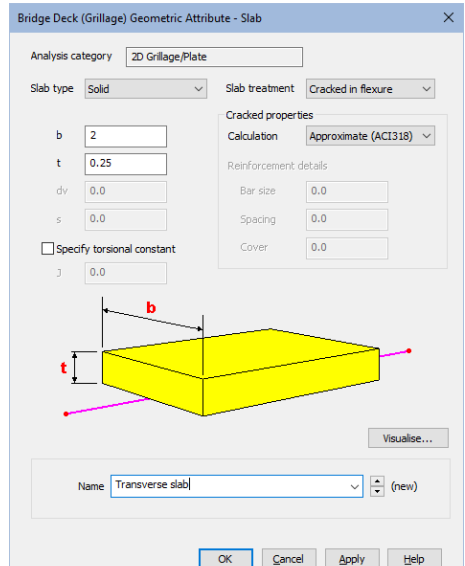 Bridge Deck (Grillage) Geometric Attribute - Slab
Analysis category 2D Grillage/Plate
Slab type Solid Slab treatment Cracked in flexure
Cracked properties
b 2 Calculation Approximate (ACI318)
t 0.25 Reinforcement details
dv 0.0 Bar size 0.0
s 0.0 Spacing 0.0
Specify torsional constant Cover 0.0
J 0.0
b
t
Visualise...
Name Transverse slab (new)
OK Cancel Apply Help